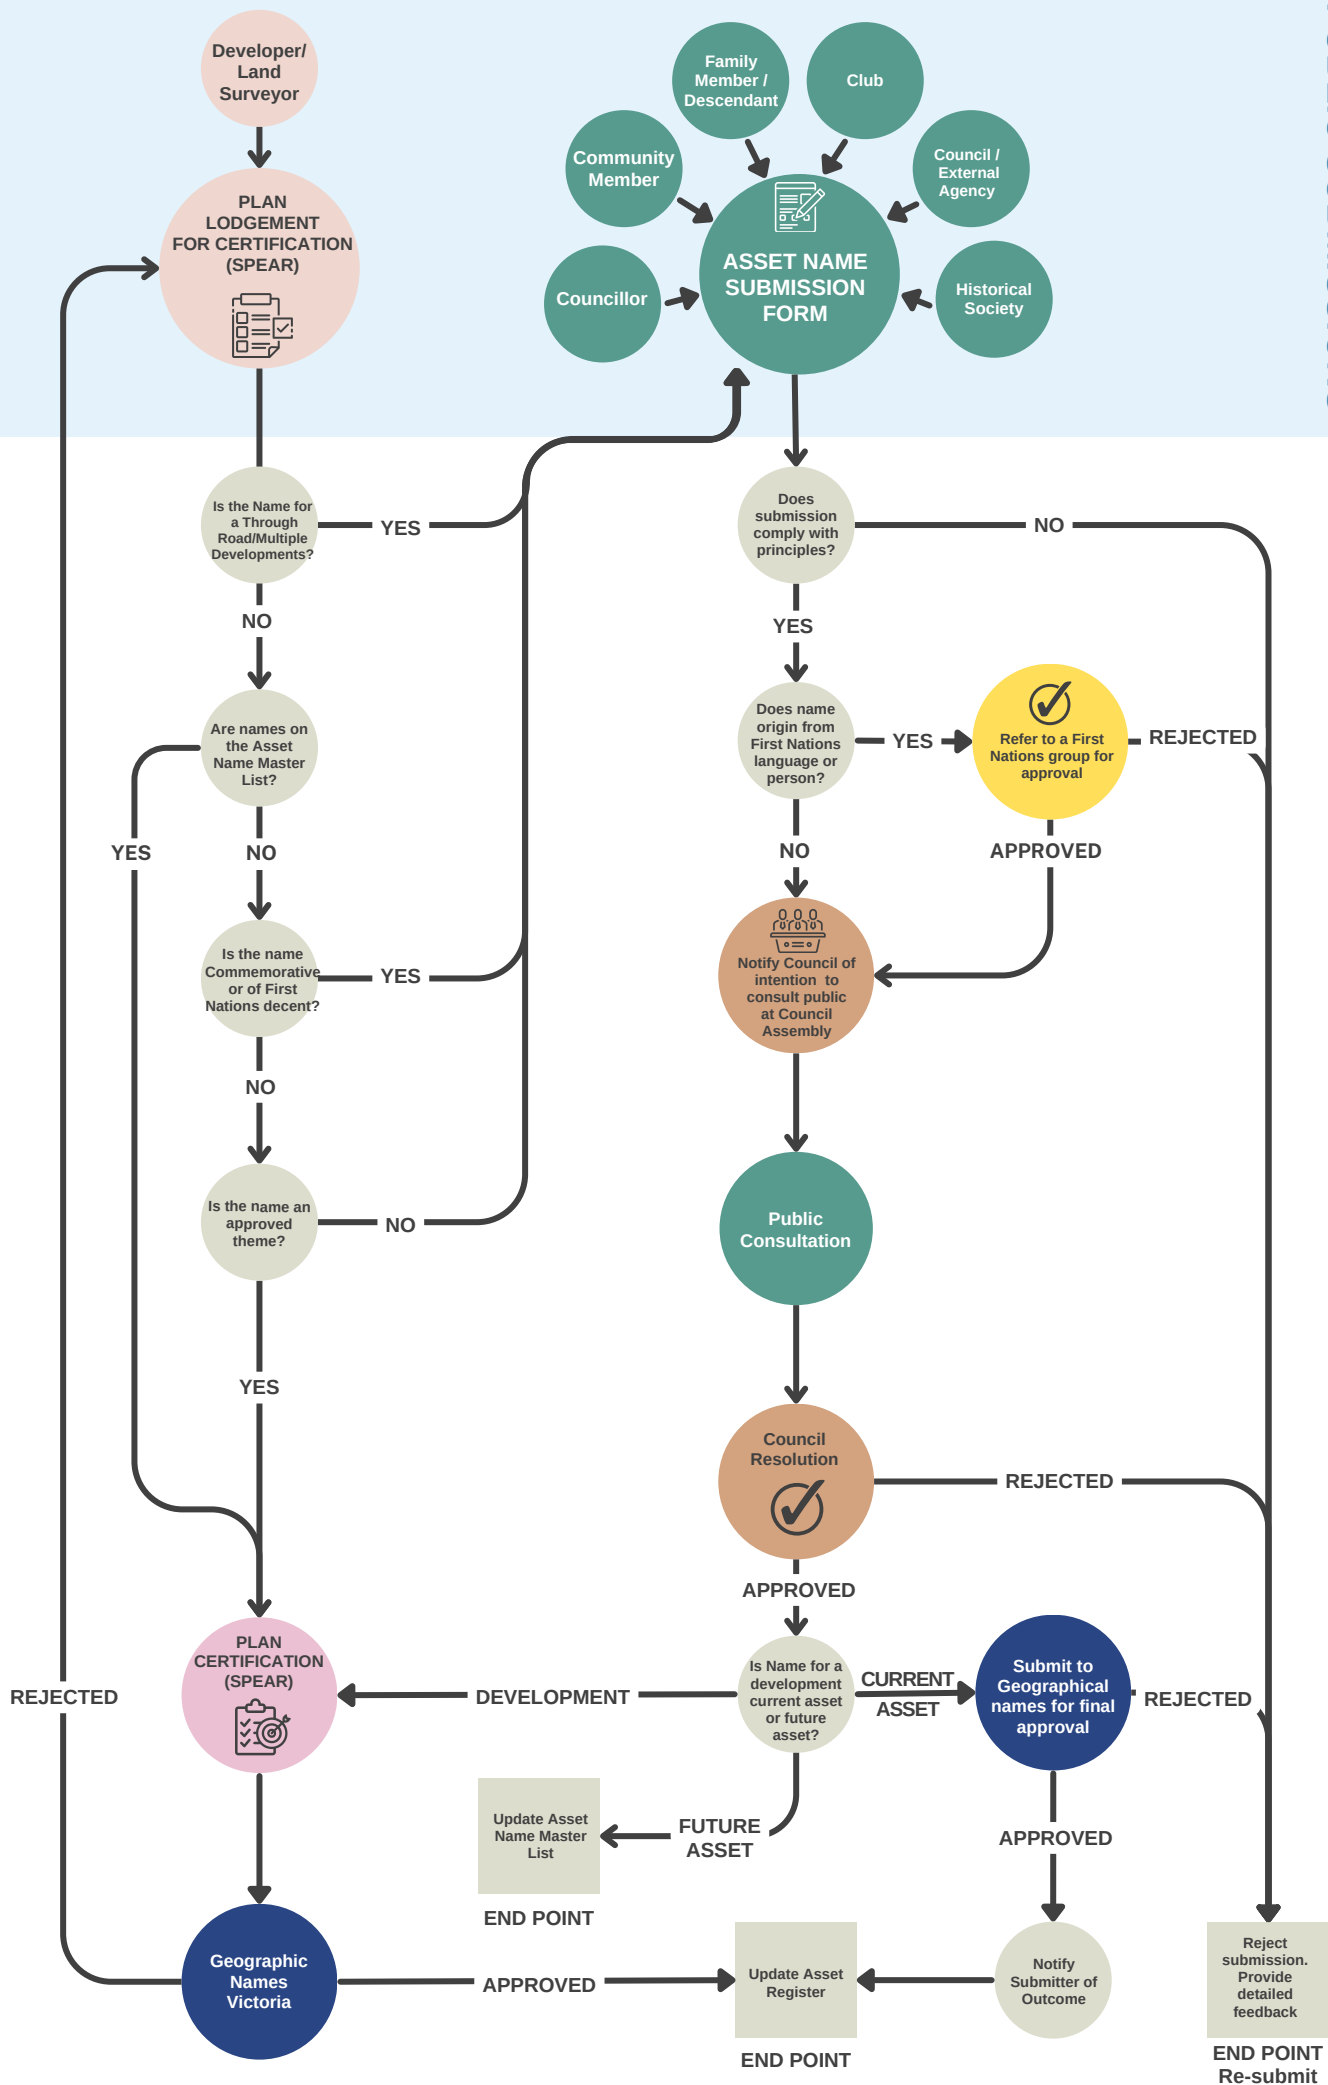 Developer/
Land
Surveyor
PLAN
LODGEMENT
FOR CERTIFICATION
(SPEAR)
Family
Member /
Descendant
Club
Community
Member
Council /
External
Agency
Councillor
Historical
Society
ASSET NAME
SUBMISSION
FORM
Is the Name for
a Through
Road/Multiple
Developments?
YES
NO
Are names on
the Asset
Name Master
List?
YES
NO
Is the name
Commemorative
or of First
Nations decent?
YES
NO
Is the name an
approved
theme?
NO
YES
PLAN
CERTIFICATION
(SPEAR)
REJECTED
Geographic
Names
Victoria
APPROVED
Does
submission
comply with
principles?
NO
YES
Does name
origin from
First Nations
language or
person?
YES
Refer to a First
Nations group for
approval
REJECTED
NO
APPROVED
Notify Council of
intention to
consult public
at Council
Assembly
Public
Consultation
Council
Resolution
REJECTED
APPROVED
Is Name for a
development
current asset
or future
asset?
DEVELOPMENT
CURRENT
ASSET
Submit to
Geographical
names for final
approval
REJECTED
FUTURE
ASSET
Update Asset
Name Master
List
END POINT
APPROVED
Notify
Submitter of
Outcome
Update Asset
Register
END POINT
Reject
submission.
Provide
detailed
feedback
END POINT
Re-submit